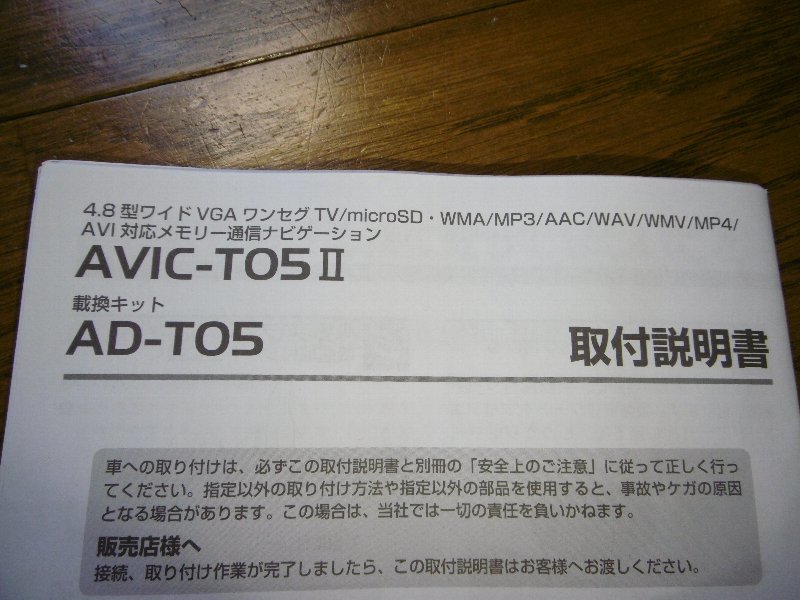 4.8 型ワイド VGA ワンセグ TV/microSD・WMA/MP3/AAC/WAV/WMV/MP4/
AVI 対応メモリー通信ナビゲーション
AVIC-T05Ⅱ
載換キット
AD-T05
取付説明書
車への取り付けは、必ずこの取付説明書と別冊の「安全上のご注意」に従って正しく行っ
てください。指定以外の取り付け方法や指定以外の部品を使用すると、事故やケガの原因
となる場合があります。この場合は、当社では一切の責任を負いかねます。
販売店様へ
接続、取り付け作業が完了しましたら、この取付説明書はお客様へお渡しください。